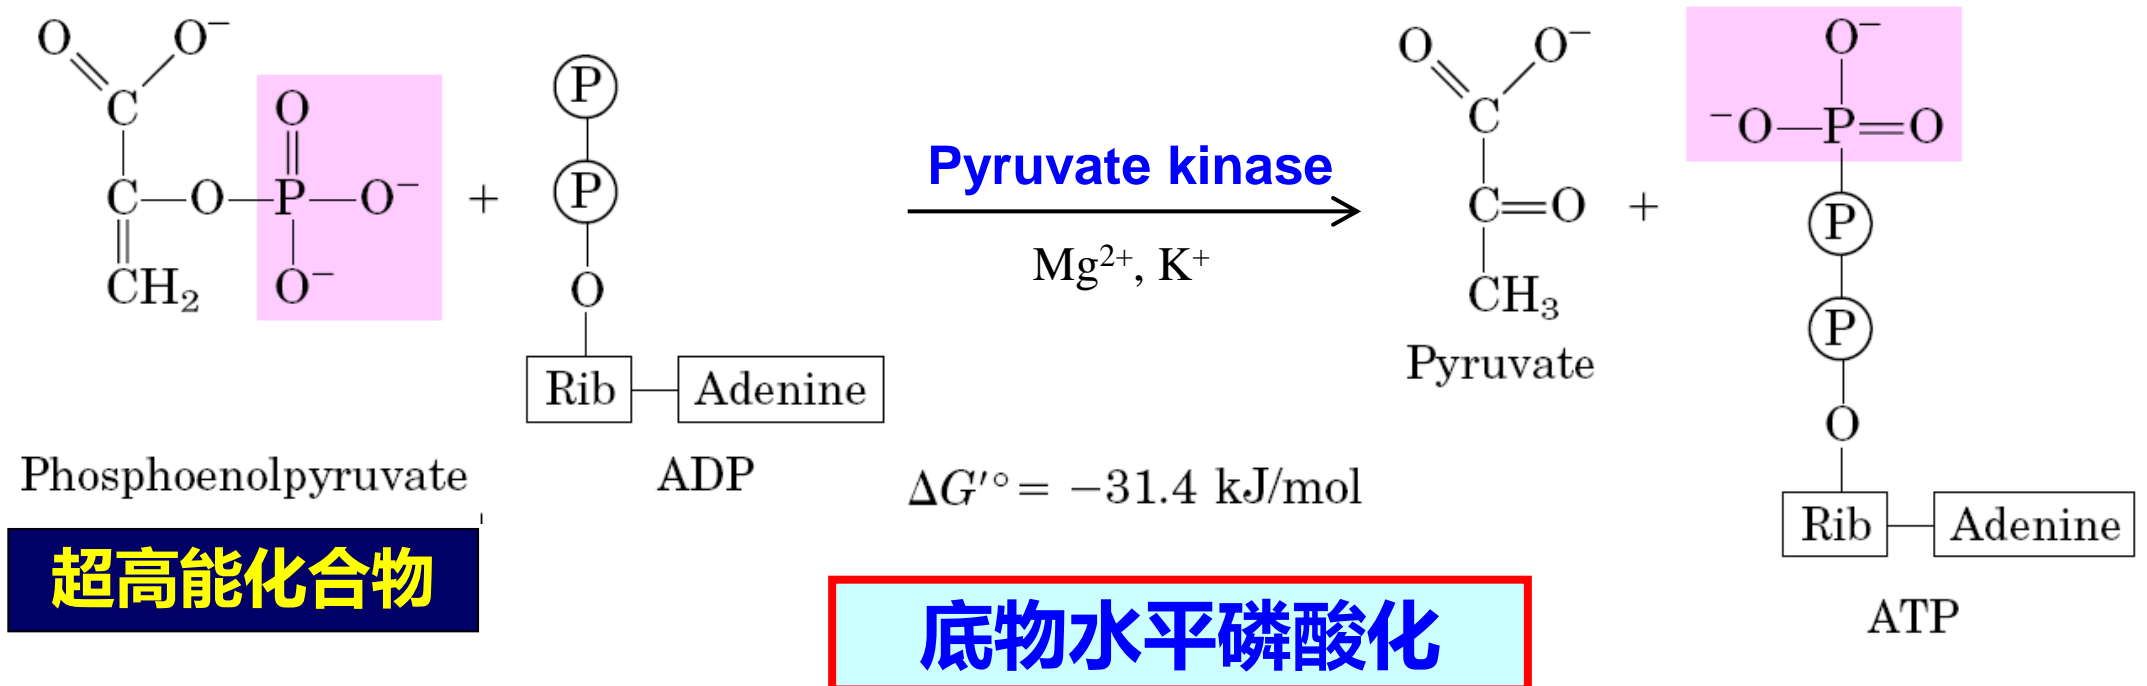 O O⁻
C
O
C—O—P—O⁻
CH₂ O⁻
Phosphoenolpyruvate
超高能化合物
+
P
P
O
Rib—Adenine
ADP
Pyruvate kinase
Mg²⁺, K⁺
ΔG′° = −31.4 kJ/mol
底物水平磷酸化
O O⁻
C
C=O
CH₃
Pyruvate
+
O⁻
⁻O—P=O
P
P
O
Rib—Adenine
ATP